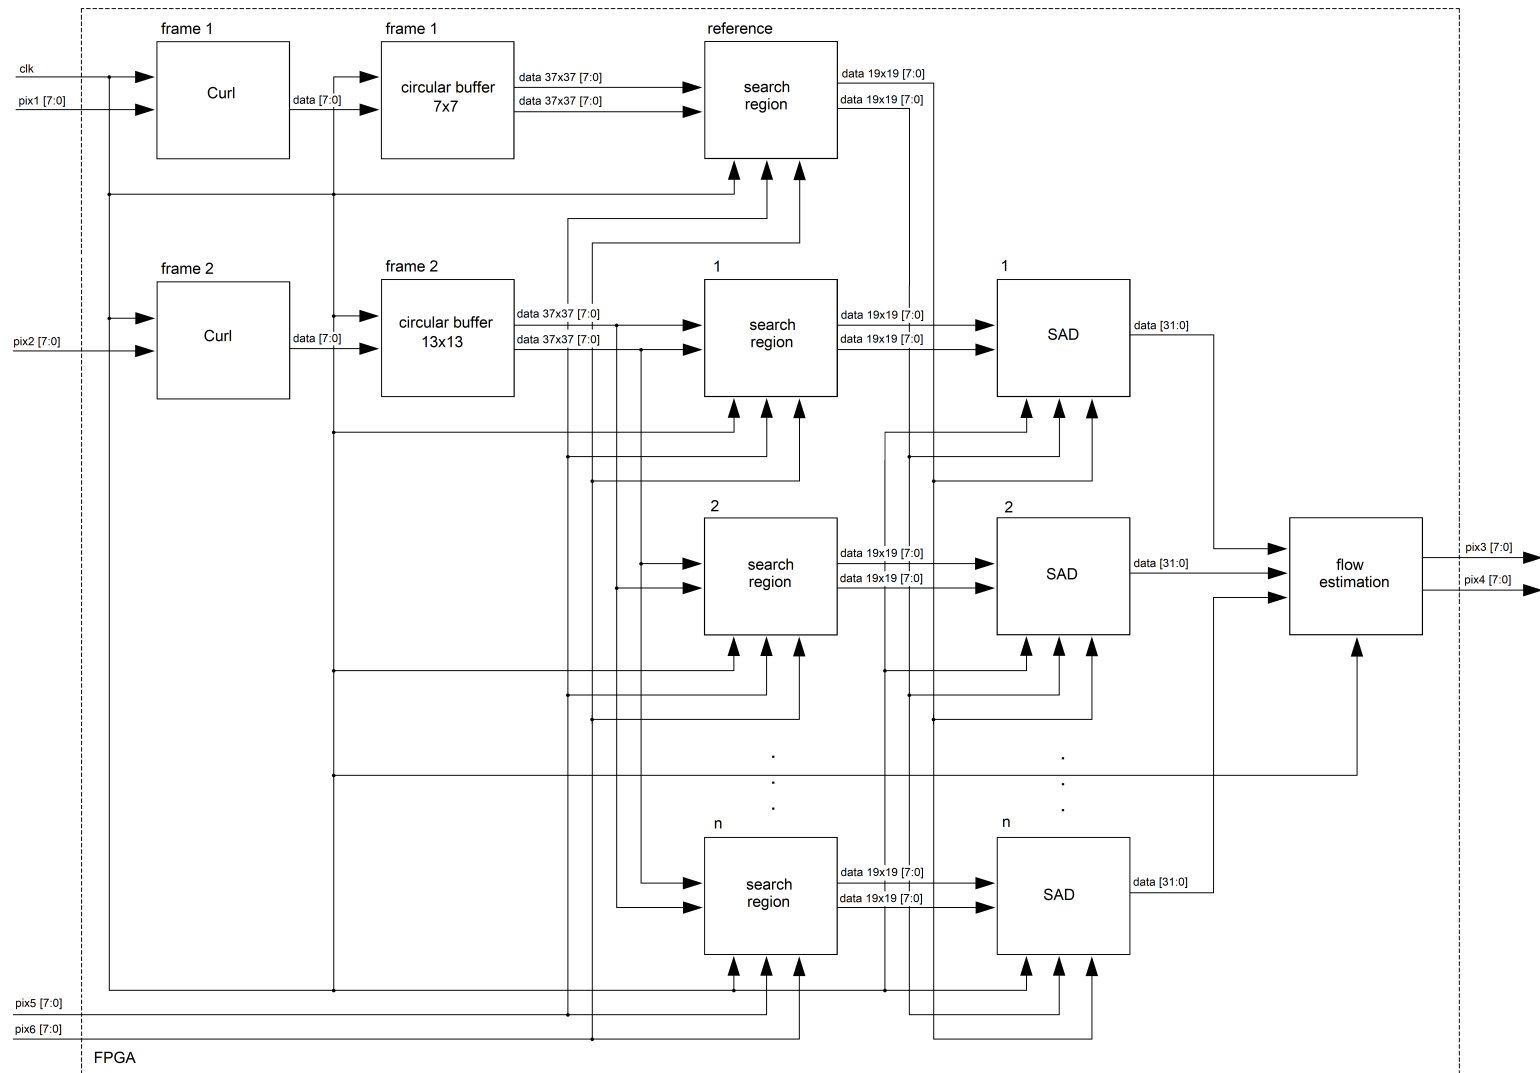 frame 1
frame 1
reference
clk
pix1 [7:0]
Curl
data [7:0]
circular buffer
7x7
data 37x37 [7:0]
data 37x37 [7:0]
search
region
data 19x19 [7:0]
data 19x19 [7:0]
frame 2
frame 2
1
1
pix2 [7:0]
Curl
data [7:0]
circular buffer
13x13
data 37x37 [7:0]
data 37x37 [7:0]
search
region
data 19x19 [7:0]
data 19x19 [7:0]
SAD
data [31:0]
2
2
search
region
data 19x19 [7:0]
data 19x19 [7:0]
SAD
data [31:0]
flow
estimation
pix3 [7:0]
pix4 [7:0]
n
n
search
region
data 19x19 [7:0]
data 19x19 [7:0]
SAD
data [31:0]
pix5 [7:0]
pix6 [7:0]
FPGA